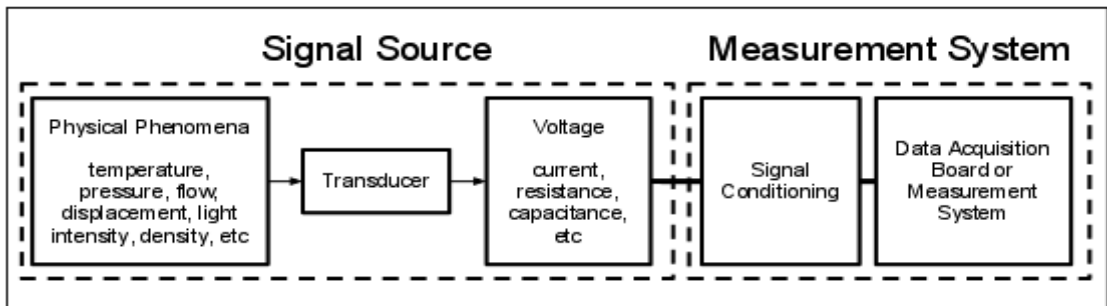 Signal Source
Measurement System
Physical Phenomena
temperature,
pressure, flow,
displacement, light
intensity, density, etc
Transducer
Voltage
current,
resistance,
capacitance,
etc
Signal
Conditioning
Data Acquisition
Board or
Measurement
System